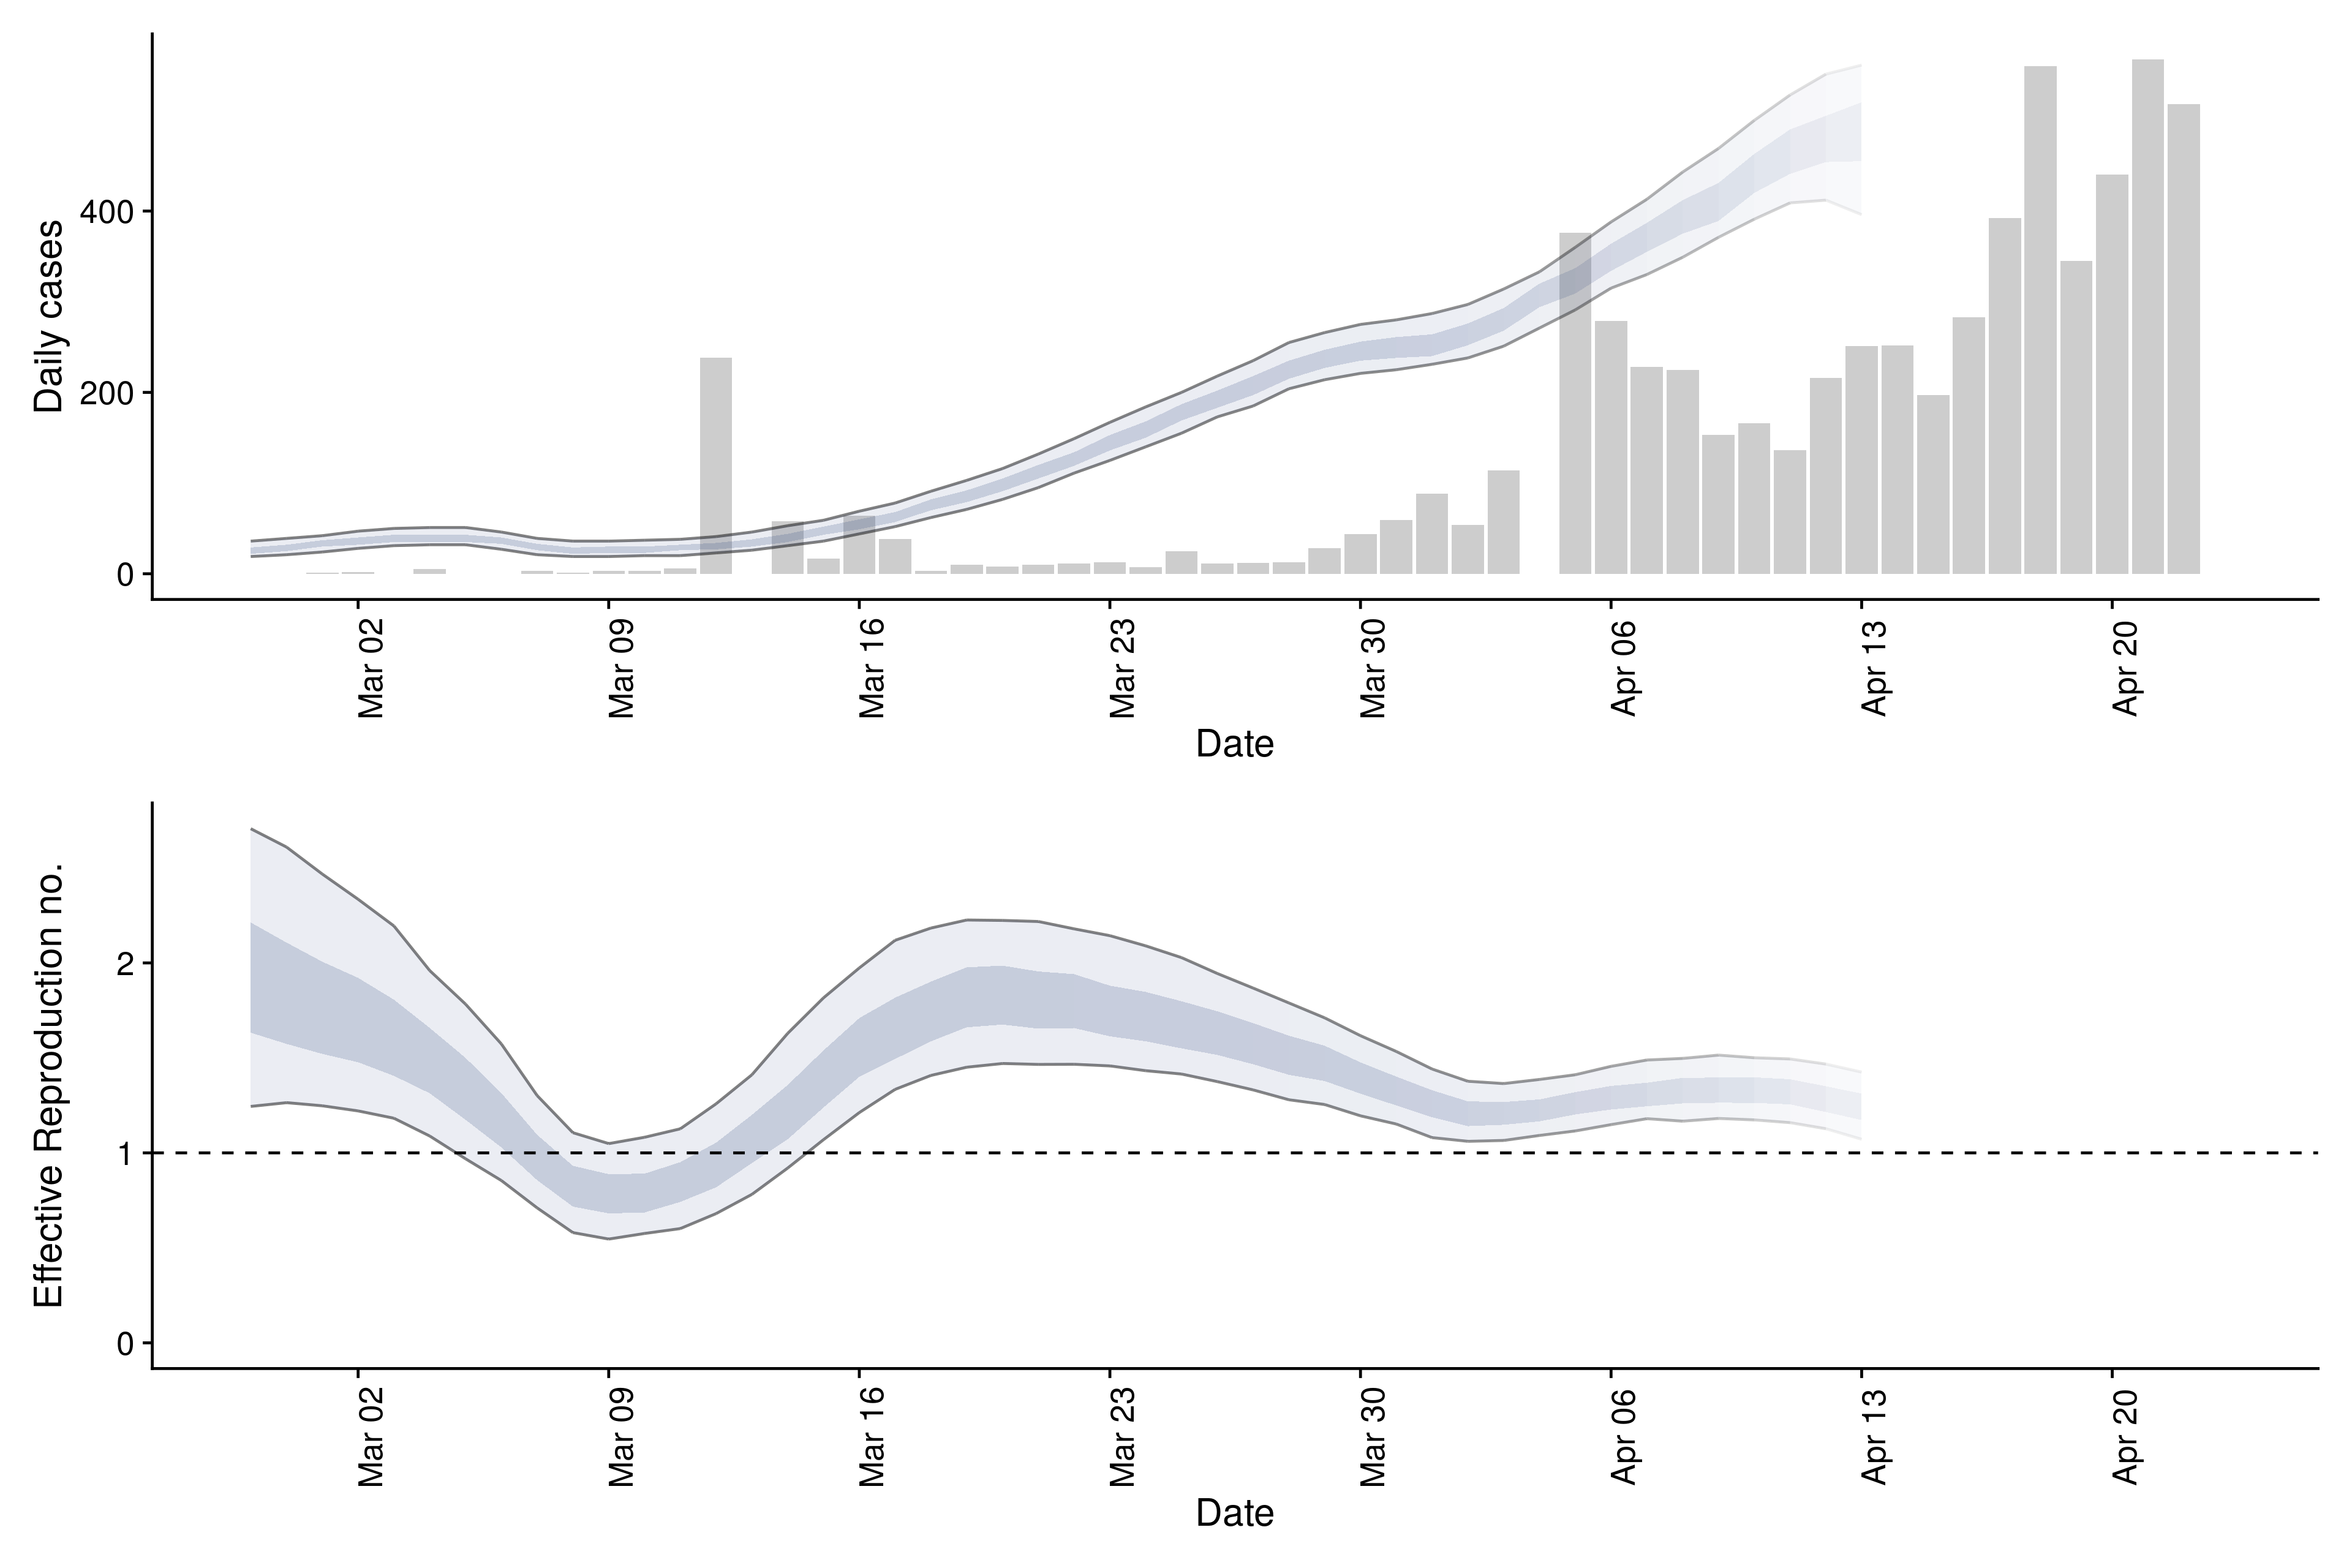 Daily cases
400
200
0
Mar 02
Mar 09
Mar 16
Mar 23
Mar 30
Apr 06
Apr 13
Apr 20
Date
Effective Reproduction no.
2
1
0
Mar 02
Mar 09
Mar 16
Mar 23
Mar 30
Apr 06
Apr 13
Apr 20
Date